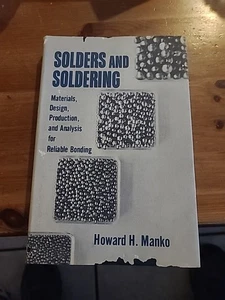 SOLDERS AND
SOLDERING
Materials,
Design,
Production,
and Analysis
for
Reliable Bonding
Howard H. Manko